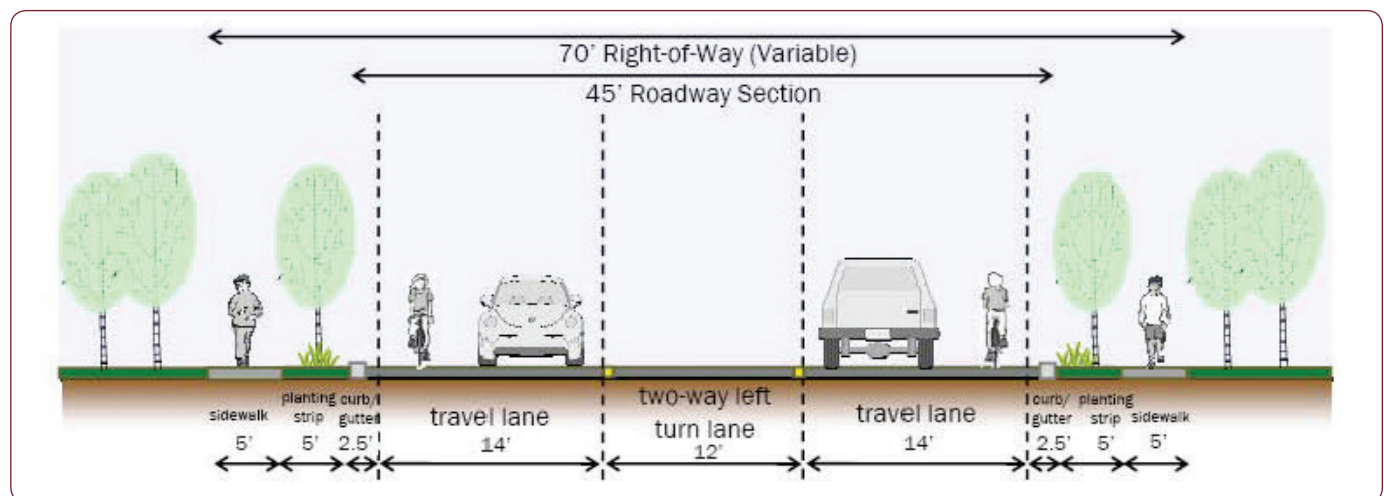 70' Right-of-Way (Variable)
45' Roadway Section
sidewalk
5'
planting
strip
5'
curb/
gutter
2.5'
travel lane
14'
two-way left
turn lane
12'
travel lane
14'
curb/
gutter
2.5'
planting
strip
5'
sidewalk
5'